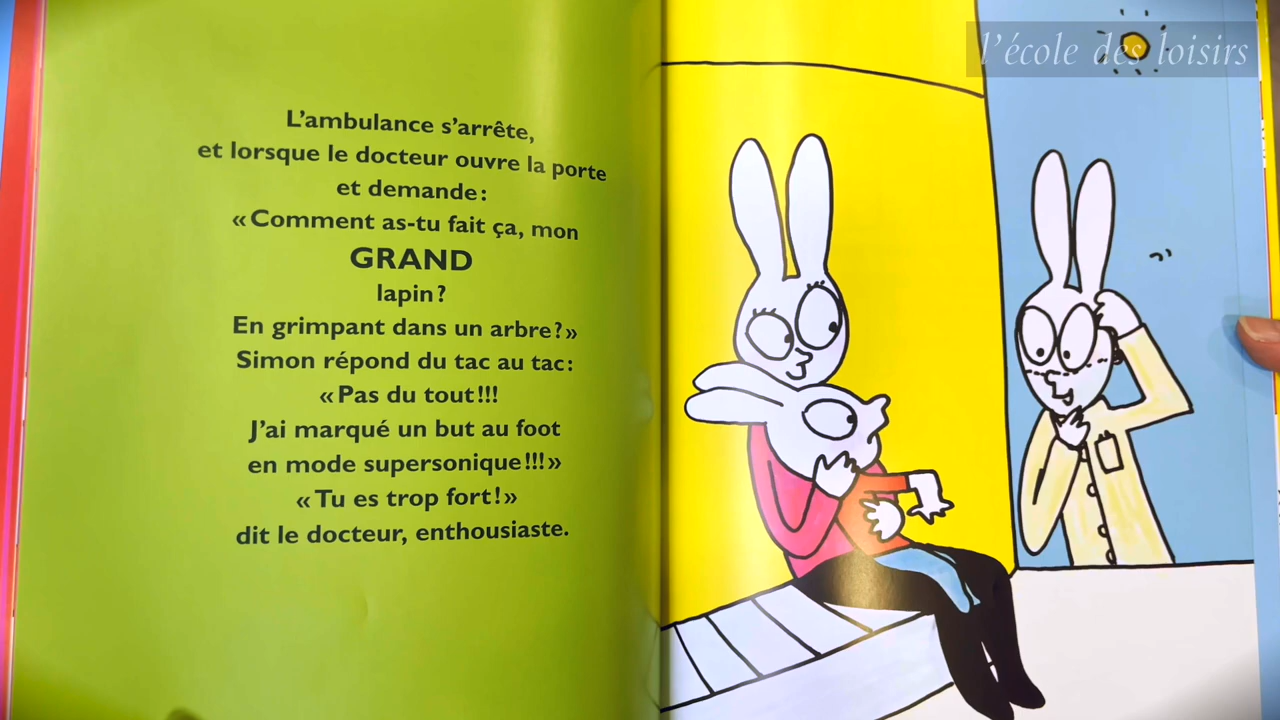 l'école des loisirs
L'ambulance s'arrête,
et lorsque le docteur ouvre la porte
et demande :
« Comment as-tu fait ça, mon
GRAND
lapin ?
En grimpant dans un arbre ? »
Simon répond du tac au tac :
« Pas du tout !!!
J'ai marqué un but au foot
en mode supersonique !!! »
« Tu es trop fort ! »
dit le docteur, enthousiaste.